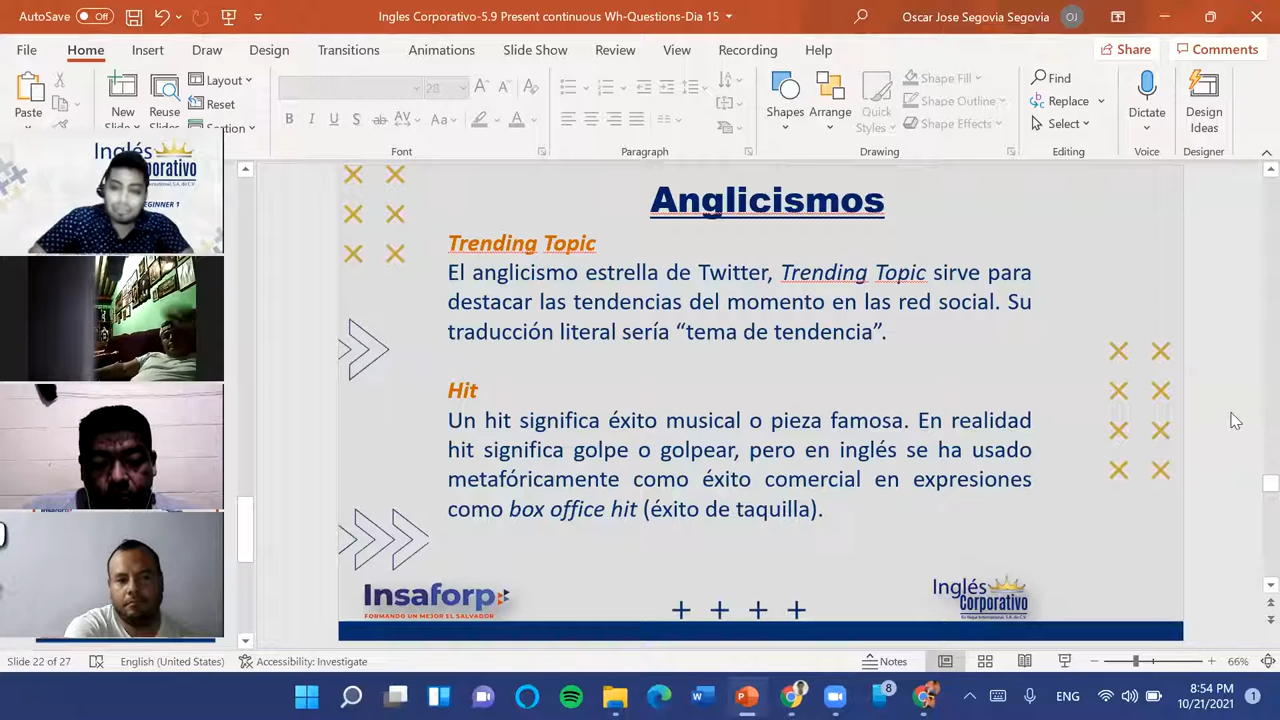 AutoSave Off Ingles Corporativo-5.9 Present continuous Wh-Questions-Dia 15 Oscar Jose Segovia Segovia OJ
File Home Insert Draw Design Transitions Animations Slide Show Review View Recording Help Share Comments
Paste New Reuse Layout Reset 28 Shapes Arrange Quick Styles Shape Fill Shape Outline Shape Effects Find Replace Select Dictate Design Ideas
Font Paragraph Drawing Editing Voice Designer
Inglés
BEGINNER 1
Anglicismos
Trending Topic
El anglicismo estrella de Twitter, Trending Topic sirve para
destacar las tendencias del momento en las red social. Su
traducción literal sería “tema de tendencia”.
Hit
Un hit significa éxito musical o pieza famosa. En realidad
hit significa golpe o golpear, pero en inglés se ha usado
metafóricamente como éxito comercial en expresiones
como box office hit (éxito de taquilla).
Insaforp
FORMANDO UN MEJOR EL SALVADOR
Inglés
Corporativo
Slide 22 of 27 English (United States) Accessibility: Investigate Notes 66%
8 ENG 8:54 PM
10/21/2021 1